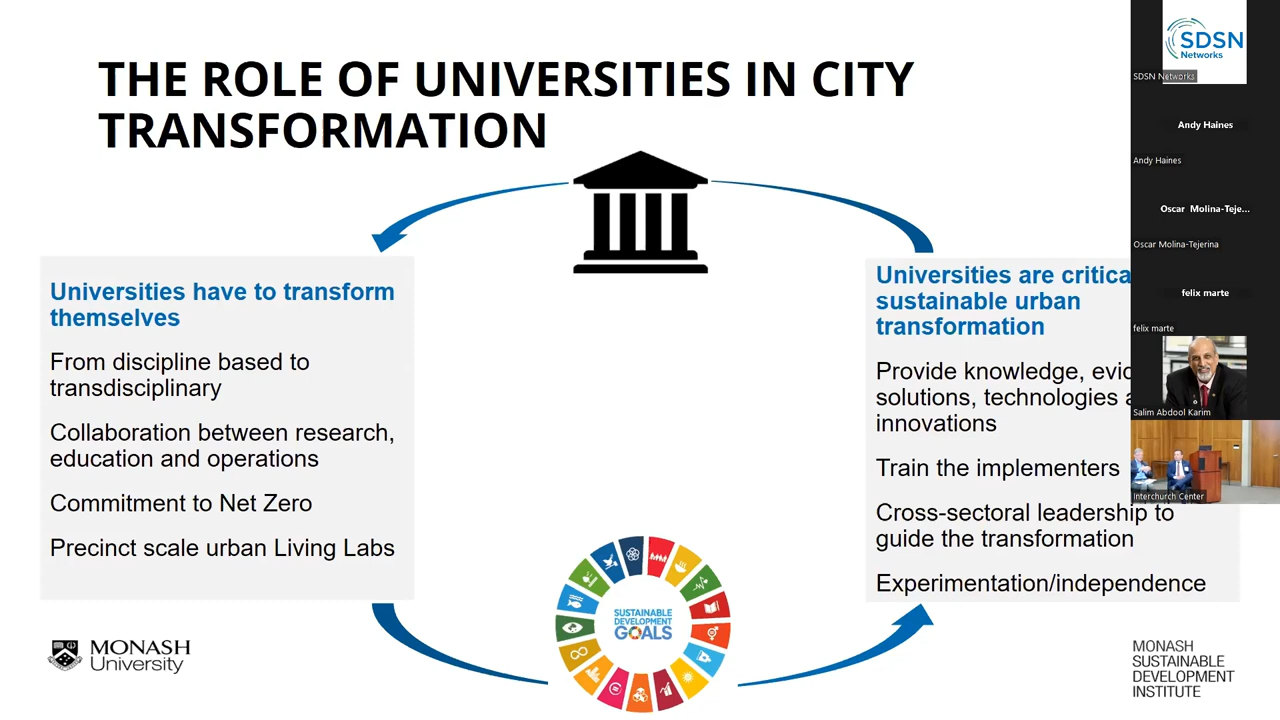 THE ROLE OF UNIVERSITIES IN CITY
TRANSFORMATION
Universities have to transform
themselves
From discipline based to
transdisciplinary
Collaboration between research,
education and operations
Commitment to Net Zero
Precinct scale urban Living Labs
SUSTAINABLE
DEVELOPMENT
GOALS
Universities are critica
sustainable urban
transformation
Provide knowledge, evid
solutions, technologies a
innovations
Train the implementers
Cross-sectoral leadership to
guide the transformation
Experimentation/independence
MONASH
University
MONASH
SUSTAINABLE
DEVELOPMENT
INSTITUTE
SDSN
Networks
SDSN Networks
Andy Haines
Andy Haines
Oscar Molina-Teje...
Oscar Molina-Tejerina
felix marte
felix marte
Salim Abdool Karim
Interchurch Center